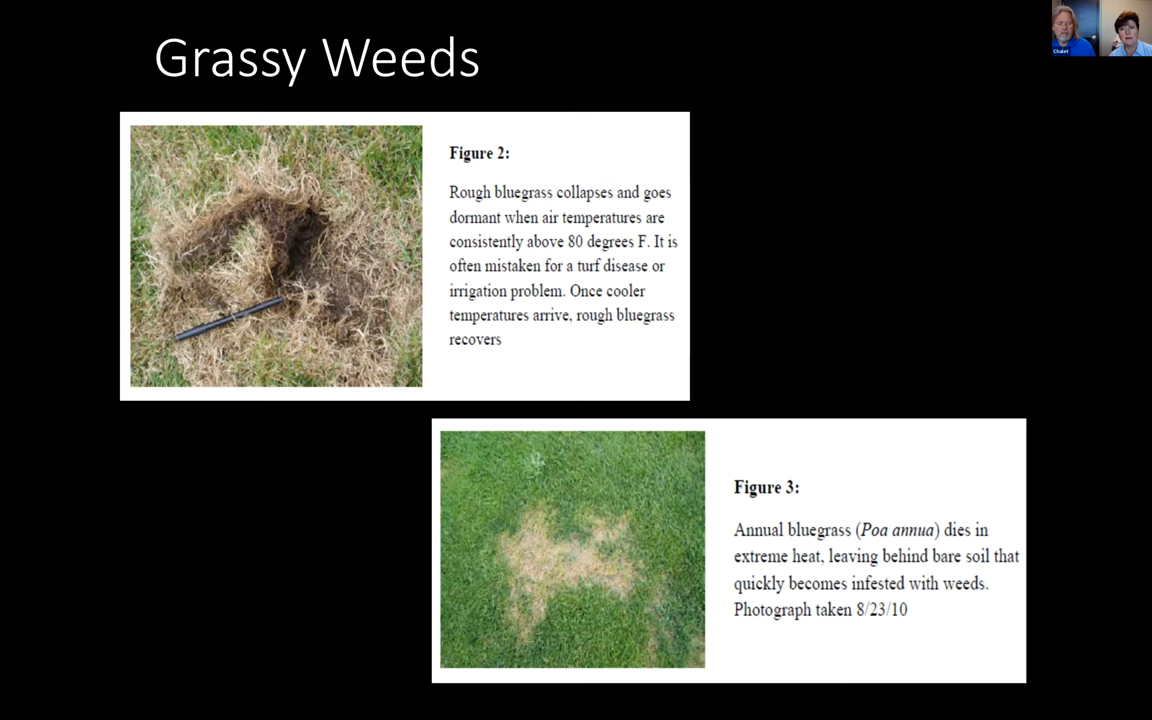 Grassy Weeds
Chalet
Figure 2:
Rough bluegrass collapses and goes
dormant when air temperatures are
consistently above 80 degrees F. It is
often mistaken for a turf disease or
irrigation problem. Once cooler
temperatures arrive, rough bluegrass
recovers
Figure 3:
Annual bluegrass (Poa annua) dies in
extreme heat, leaving behind bare soil that
quickly becomes infested with weeds.
Photograph taken 8/23/10